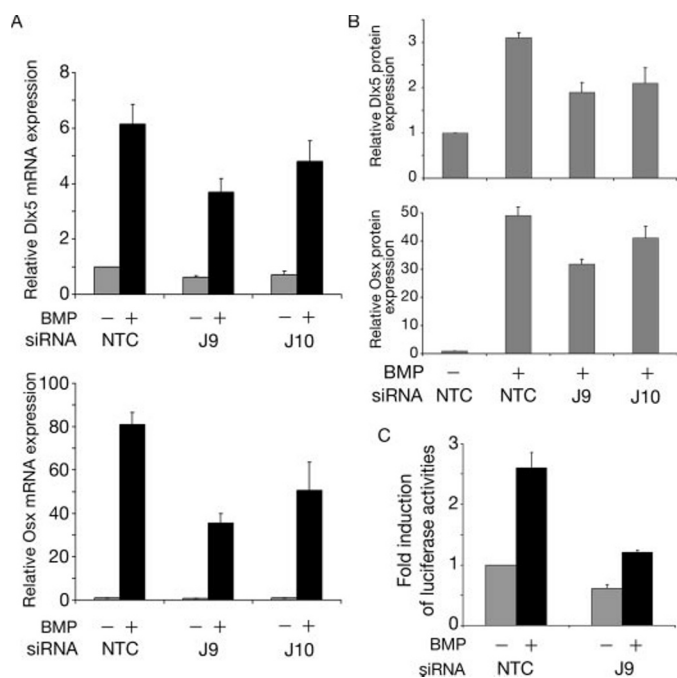 A
Relative Dlx5 mRNA expression
8
6
4
2
0
BMP − + − + − +
siRNA NTC J9 J10
Relative Osx mRNA expression
100
80
60
40
20
0
BMP − + − + − +
siRNA NTC J9 J10
B
Relative Dlx5 protein
expression
3
2
1
0
Relative Osx protein
expression
50
40
30
20
10
0
BMP − + + +
siRNA NTC NTC J9 J10
C
Fold induction
of luciferase activities
3
2
1
0
BMP − + − +
siRNA NTC J9